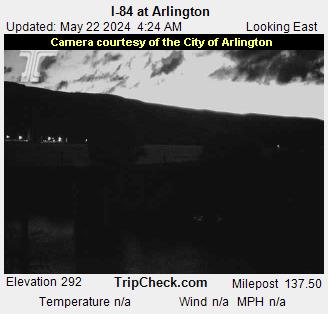 I-84 at Arlington
Updated: May 22 2024 4:24 AM Looking East
Camera courtesy of the City of Arlington
Elevation 292 TripCheck.com Milepost 137.50
Temperature n/a Wind n/a MPH n/a